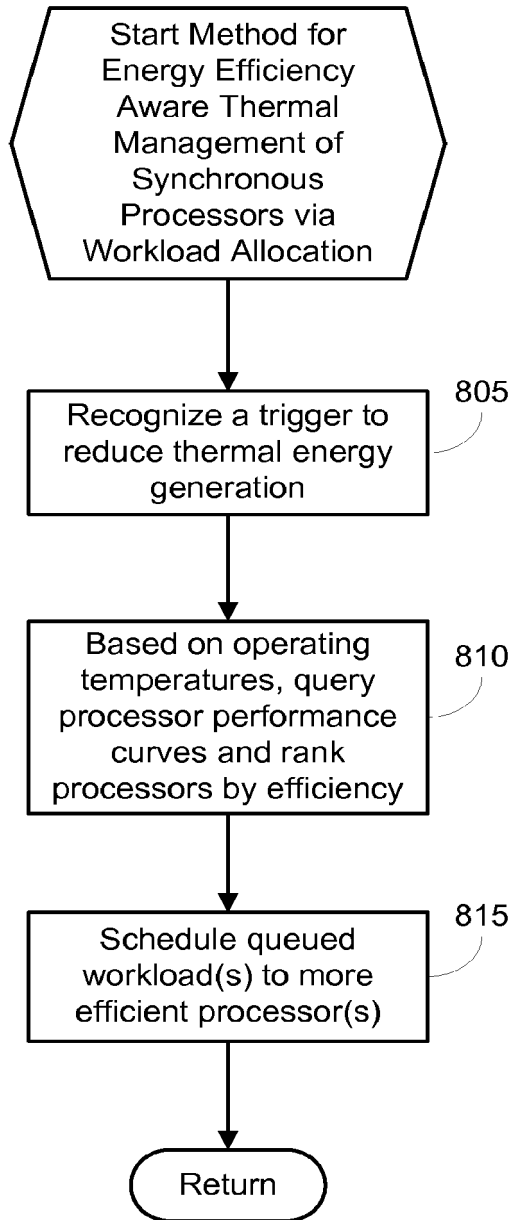 Start Method for
Energy Efficiency
Aware Thermal
Management of
Synchronous
Processors via
Workload Allocation
805
Recognize a trigger to
reduce thermal energy
generation
810
Based on operating
temperatures, query
processor performance
curves and rank
processors by efficiency
815
Schedule queued
workload(s) to more
efficient processor(s)
Return